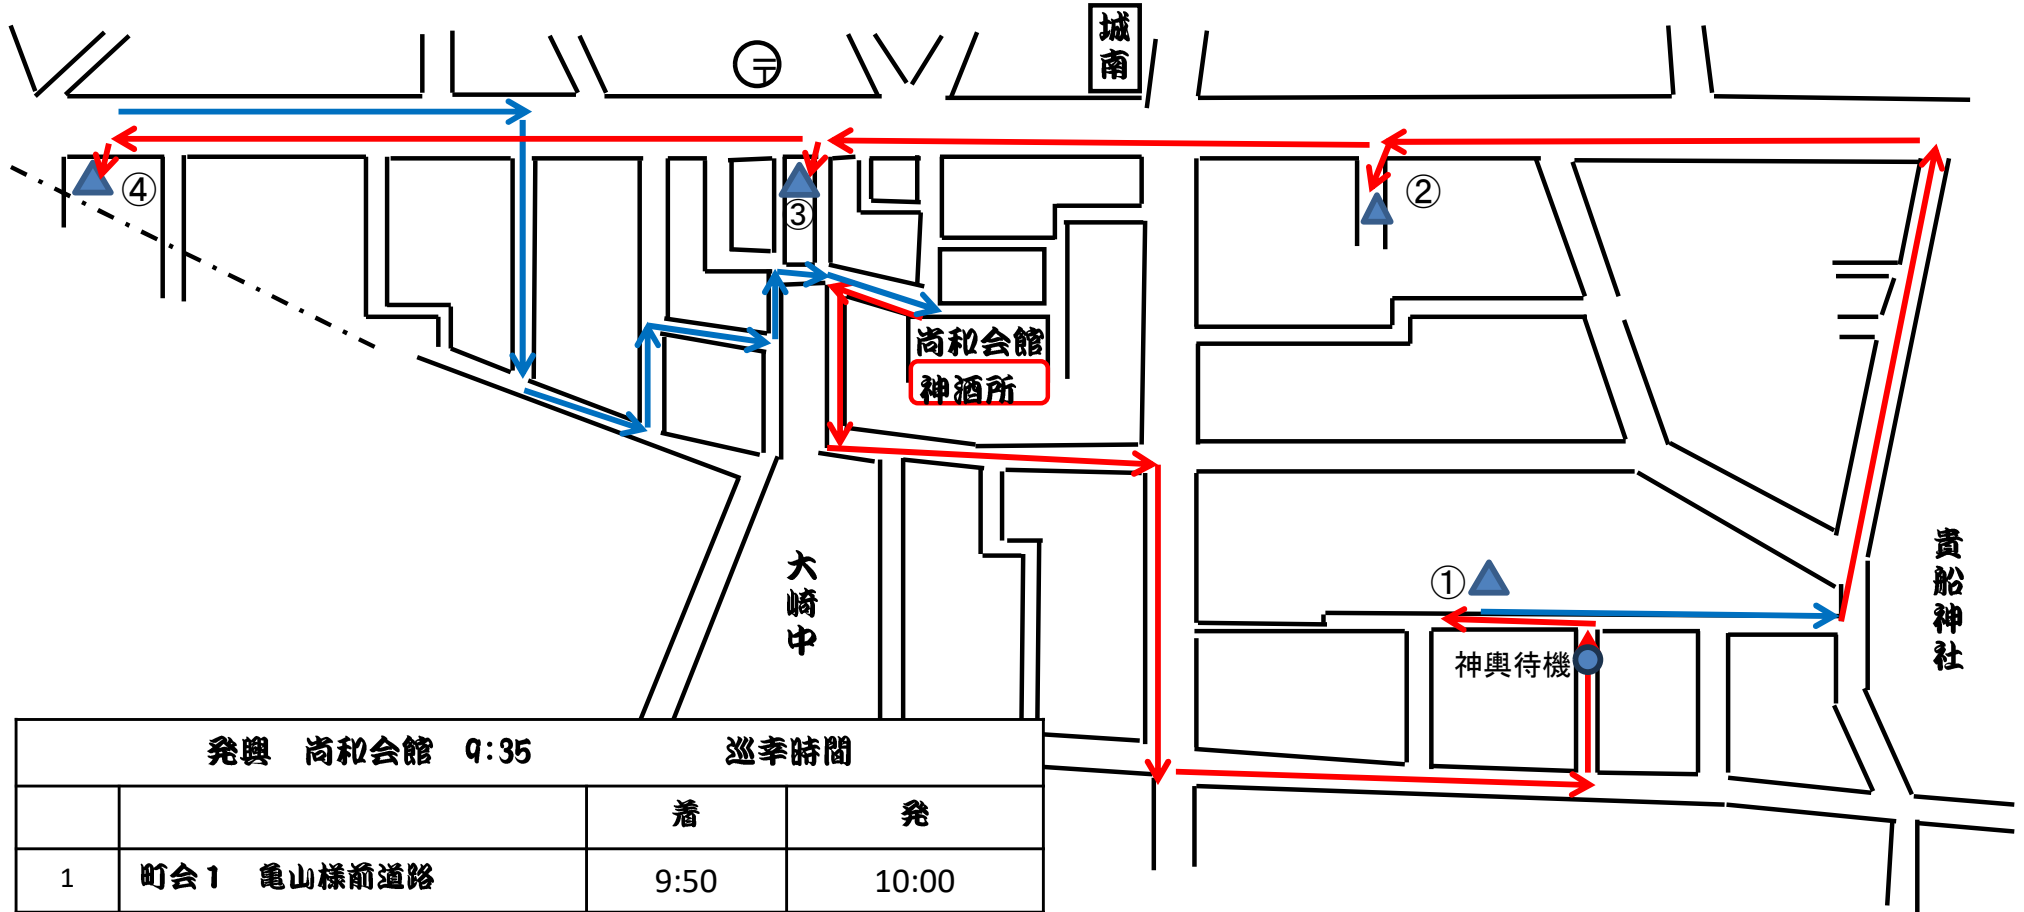 城南
〒
④
③
②
尚和会館
神酒所
大崎中
①
貴船神社
神輿待機
発輿　尚和会館　9:35　巡幸時間
着　発
1　町会１　亀山様前道路　9:50　10:00